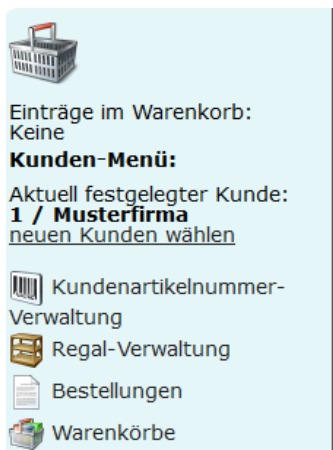 Einträge im Warenkorb:
Keine
Kunden-Menü:
Aktuell festgelegter Kunde:
1 / Musterfirma
neuen Kunden wählen
Kundenartikelnummer-
Verwaltung
Regal-Verwaltung
Bestellungen
Warenkörbe